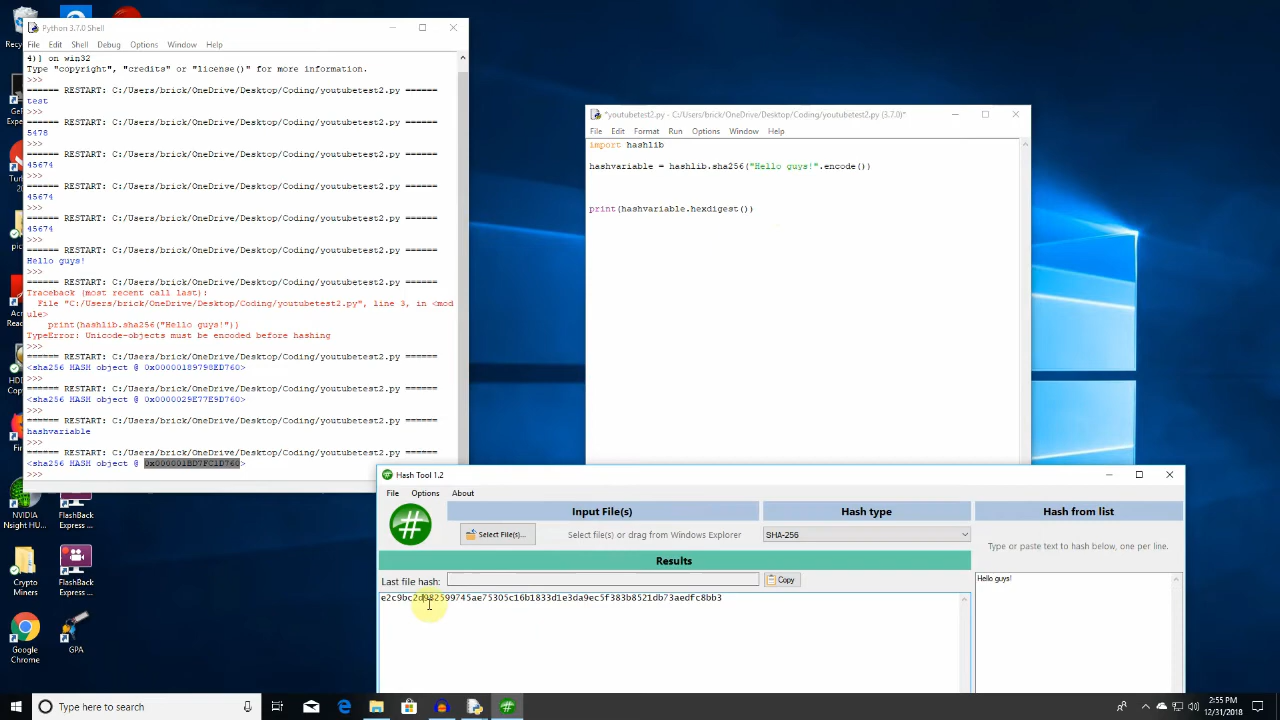 Python 3.7.0 Shell
File Edit Shell Debug Options Window Help
4)] on win32
Type "copyright", "credits" or "license()" for more information.
>>>
====== RESTART: C:/Users/brick/OneDrive/Desktop/Coding/youtubetest2.py ======
test
>>>
====== RESTART: C:/Users/brick/OneDrive/Desktop/Coding/youtubetest2.py ======
5478
>>>
====== RESTART: C:/Users/brick/OneDrive/Desktop/Coding/youtubetest2.py ======
45674
>>>
====== RESTART: C:/Users/brick/OneDrive/Desktop/Coding/youtubetest2.py ======
45674
>>>
====== RESTART: C:/Users/brick/OneDrive/Desktop/Coding/youtubetest2.py ======
45674
>>>
====== RESTART: C:/Users/brick/OneDrive/Desktop/Coding/youtubetest2.py ======
Hello guys!
>>>
====== RESTART: C:/Users/brick/OneDrive/Desktop/Coding/youtubetest2.py ======
Traceback (most recent call last):
File "C:/Users/brick/OneDrive/Desktop/Coding/youtubetest2.py", line 3, in <mod
ule>
print(hashlib.sha256("Hello guys!"))
TypeError: Unicode-objects must be encoded before hashing
>>>
====== RESTART: C:/Users/brick/OneDrive/Desktop/Coding/youtubetest2.py ======
<sha256 HASH object @ 0x00000189798ED760>
>>>
====== RESTART: C:/Users/brick/OneDrive/Desktop/Coding/youtubetest2.py ======
<sha256 HASH object @ 0x0000029E77E9D760>
>>>
====== RESTART: C:/Users/brick/OneDrive/Desktop/Coding/youtubetest2.py ======
hashvariable
>>>
====== RESTART: C:/Users/brick/OneDrive/Desktop/Coding/youtubetest2.py ======
<sha256 HASH object @ 0x000001BD7FC1D760>
>>>
*youtubetest2.py - C:/Users/brick/OneDrive/Desktop/Coding/youtubetest2.py (3.7.0)*
File Edit Format Run Options Window Help
import hashlib
hashvariable = hashlib.sha256("Hello guys!".encode())
print(hashvariable.hexdigest())
Hash Tool 1.2
File Options About
Input File(s)
Hash type
Hash from list
Select File(s)...
Select file(s) or drag from Windows Explorer
SHA-256
Type or paste text to hash below, one per line.
Results
Last file hash:
Copy
Hello guys!
e2c9bc2d982599745ae75305c16b1833d1e3da9ec5f383b8521db73aedfc8bb3
NVIDIA
Nsight HU...
FlashBack
Express ...
Crypto
Miners
FlashBack
Express ...
Google
Chrome
GPA
Type here to search
2:55 PM
12/31/2018